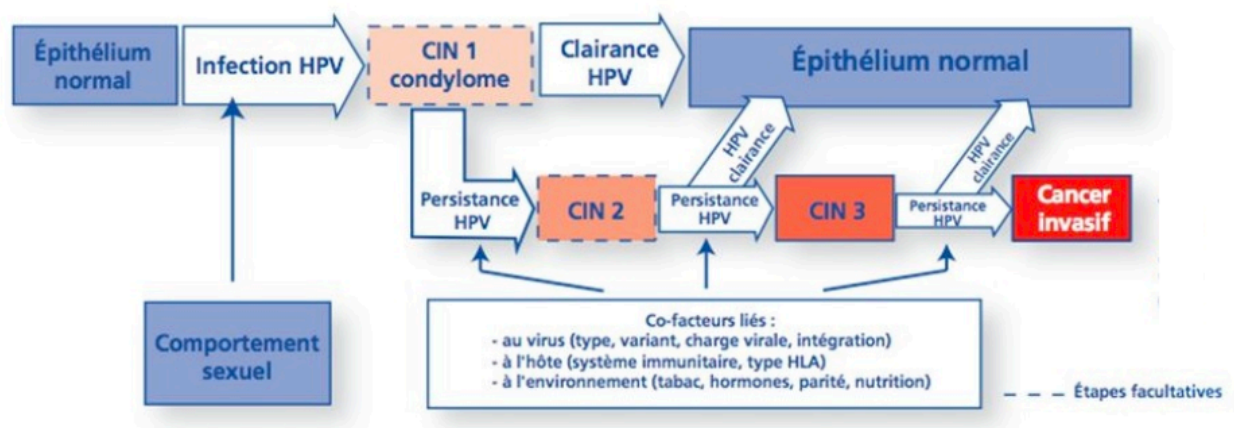 Épithélium
normal
Infection HPV
CIN 1
condylome
Clairance
HPV
Épithélium normal
HPV
clairance
HPV
clairance
Persistance
HPV
CIN 2
Persistance
HPV
CIN 3
Persistance
HPV
Cancer
invasif
Comportement
sexuel
Co-facteurs liés :
- au virus (type, variant, charge virale, intégration)
- à l'hôte (système immunitaire, type HLA)
- à l'environnement (tabac, hormones, parité, nutrition)
Étapes facultatives